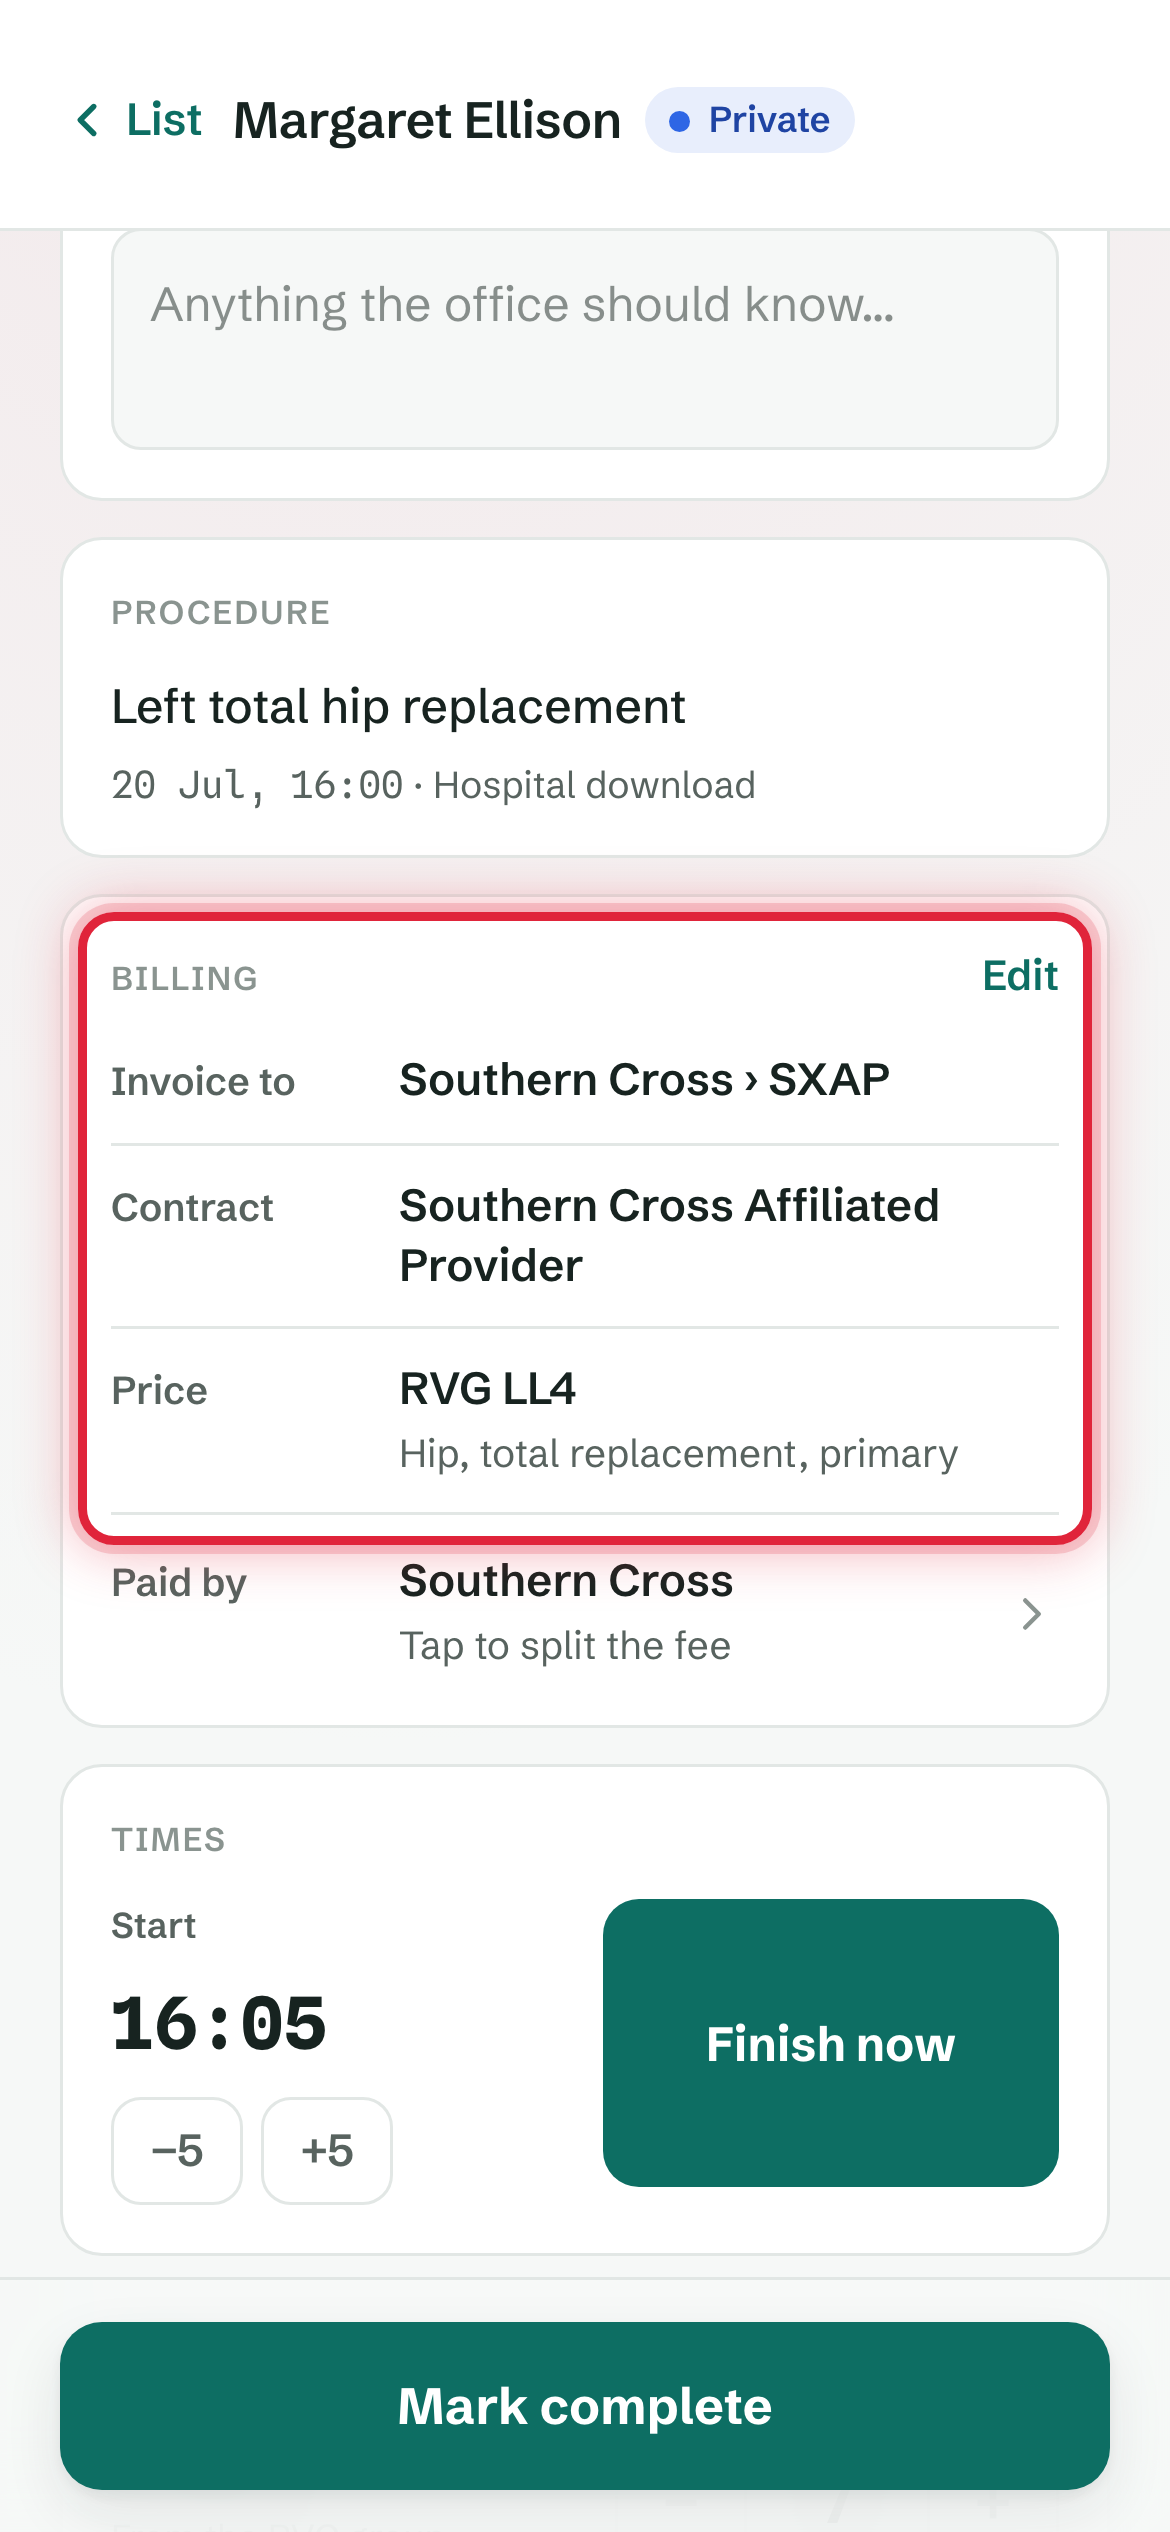 List Margaret Ellison Private
Anything the office should know...
PROCEDURE
Left total hip replacement
20 Jul, 16:00 · Hospital download
BILLING Edit
Invoice to Southern Cross › SXAP
Contract Southern Cross Affiliated
Provider
Price RVG LL4
Hip, total replacement, primary
Paid by Southern Cross
Tap to split the fee
TIMES
Start
16:05
Finish now
−5 +5
Mark complete